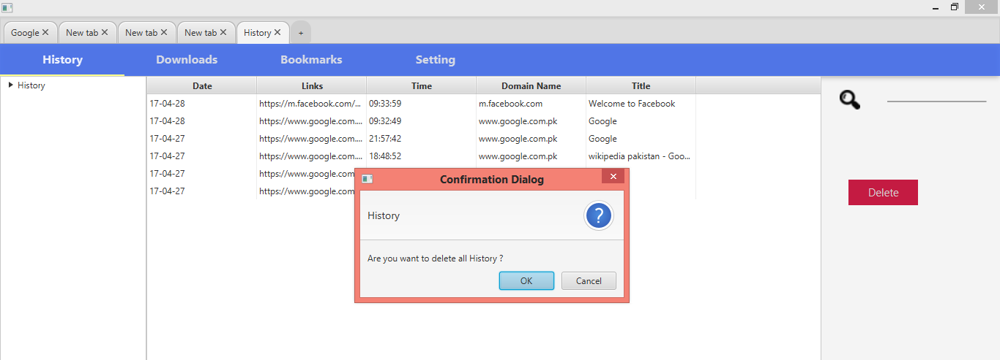 Google New tab New tab New tab History +
History Downloads Bookmarks Setting
History
Date Links Time Domain Name Title
17-04-28 https://m.facebook.com/... 09:33:59 m.facebook.com Welcome to Facebook
17-04-28 https://www.google.com.... 09:32:49 www.google.com.pk Google
17-04-27 https://www.google.com.... 21:57:42 www.google.com.pk Google
17-04-27 https://www.google.com.... 18:48:52 www.google.com.pk wikipedia pakistan - Goo...
17-04-27 https://www.google.com
17-04-27 https://www.google.com
Confirmation Dialog
History ?
Are you want to delete all History ?
OK Cancel
Delete